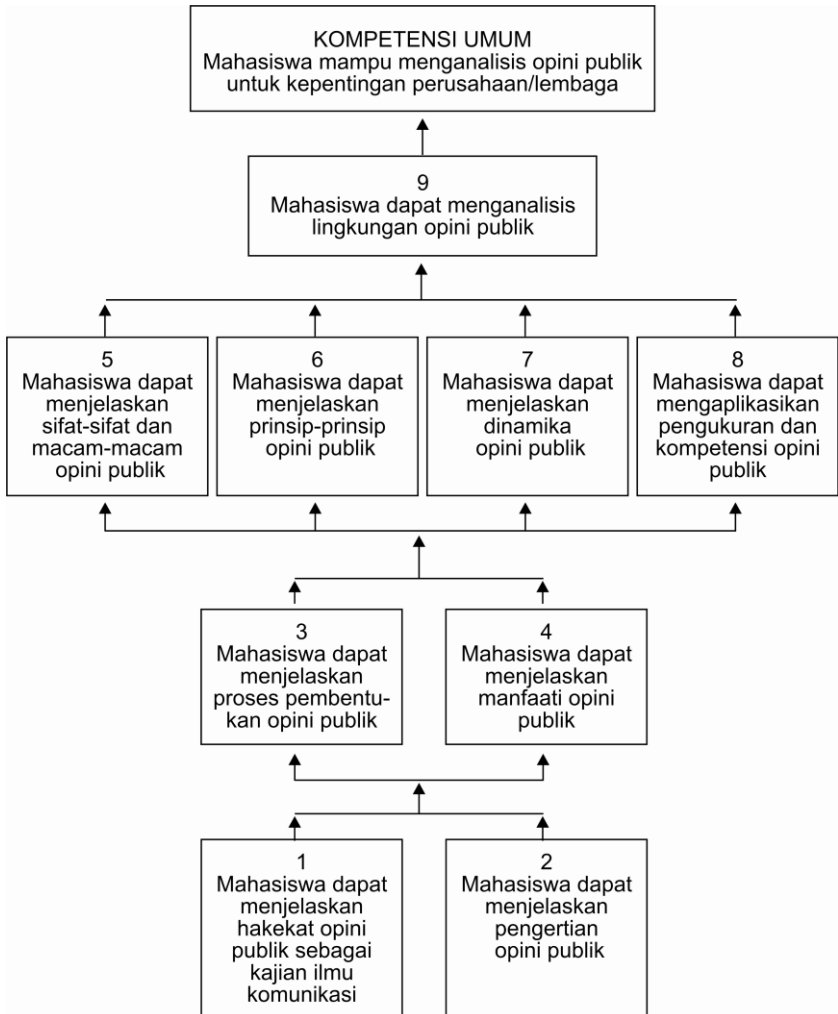 KOMPETENSI UMUM
Mahasiswa mampu menganalisis opini publik
untuk kepentingan perusahaan/lembaga
9
Mahasiswa dapat menganalisis
lingkungan opini publik
5
Mahasiswa dapat
menjelaskan
sifat-sifat dan
macam-macam
opini publik
6
Mahasiswa dapat
menjelaskan
prinsip-prinsip
opini publik
7
Mahasiswa dapat
menjelaskan
dinamika
opini publik
8
Mahasiswa dapat
mengaplikasikan
pengukuran dan
kompetensi opini
publik
3
Mahasiswa dapat
menjelaskan
proses pembentu-
kan opini publik
4
Mahasiswa dapat
menjelaskan
manfaati opini
publik
1
Mahasiswa dapat
menjelaskan
hakekat opini
publik sebagai
kajian ilmu
komunikasi
2
Mahasiswa dapat
menjelaskan
pengertian
opini publik